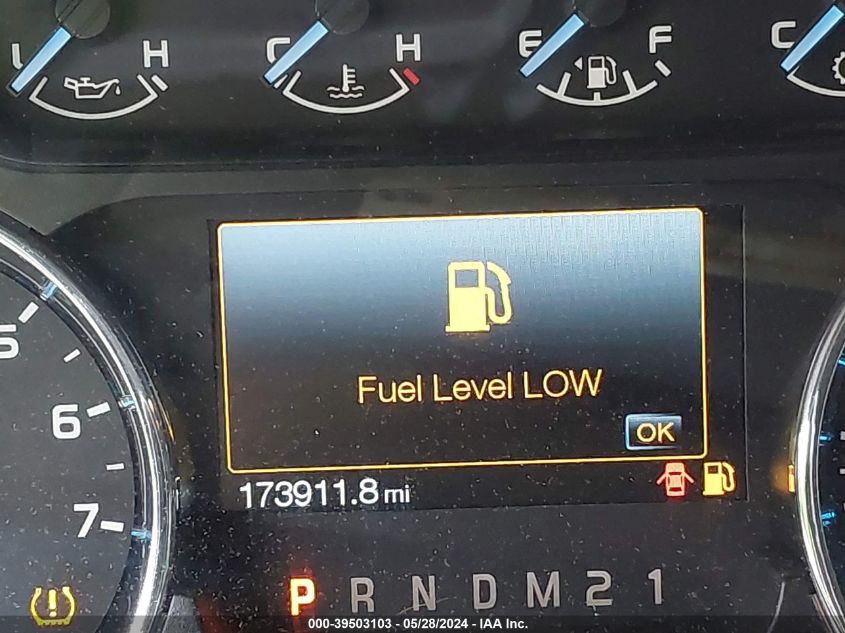 L H C H E F C
5
6
7
Fuel Level LOW
OK
173911.8 mi
P R N D M 2 1
000-39503103 - 05/28/2024 - IAA Inc.